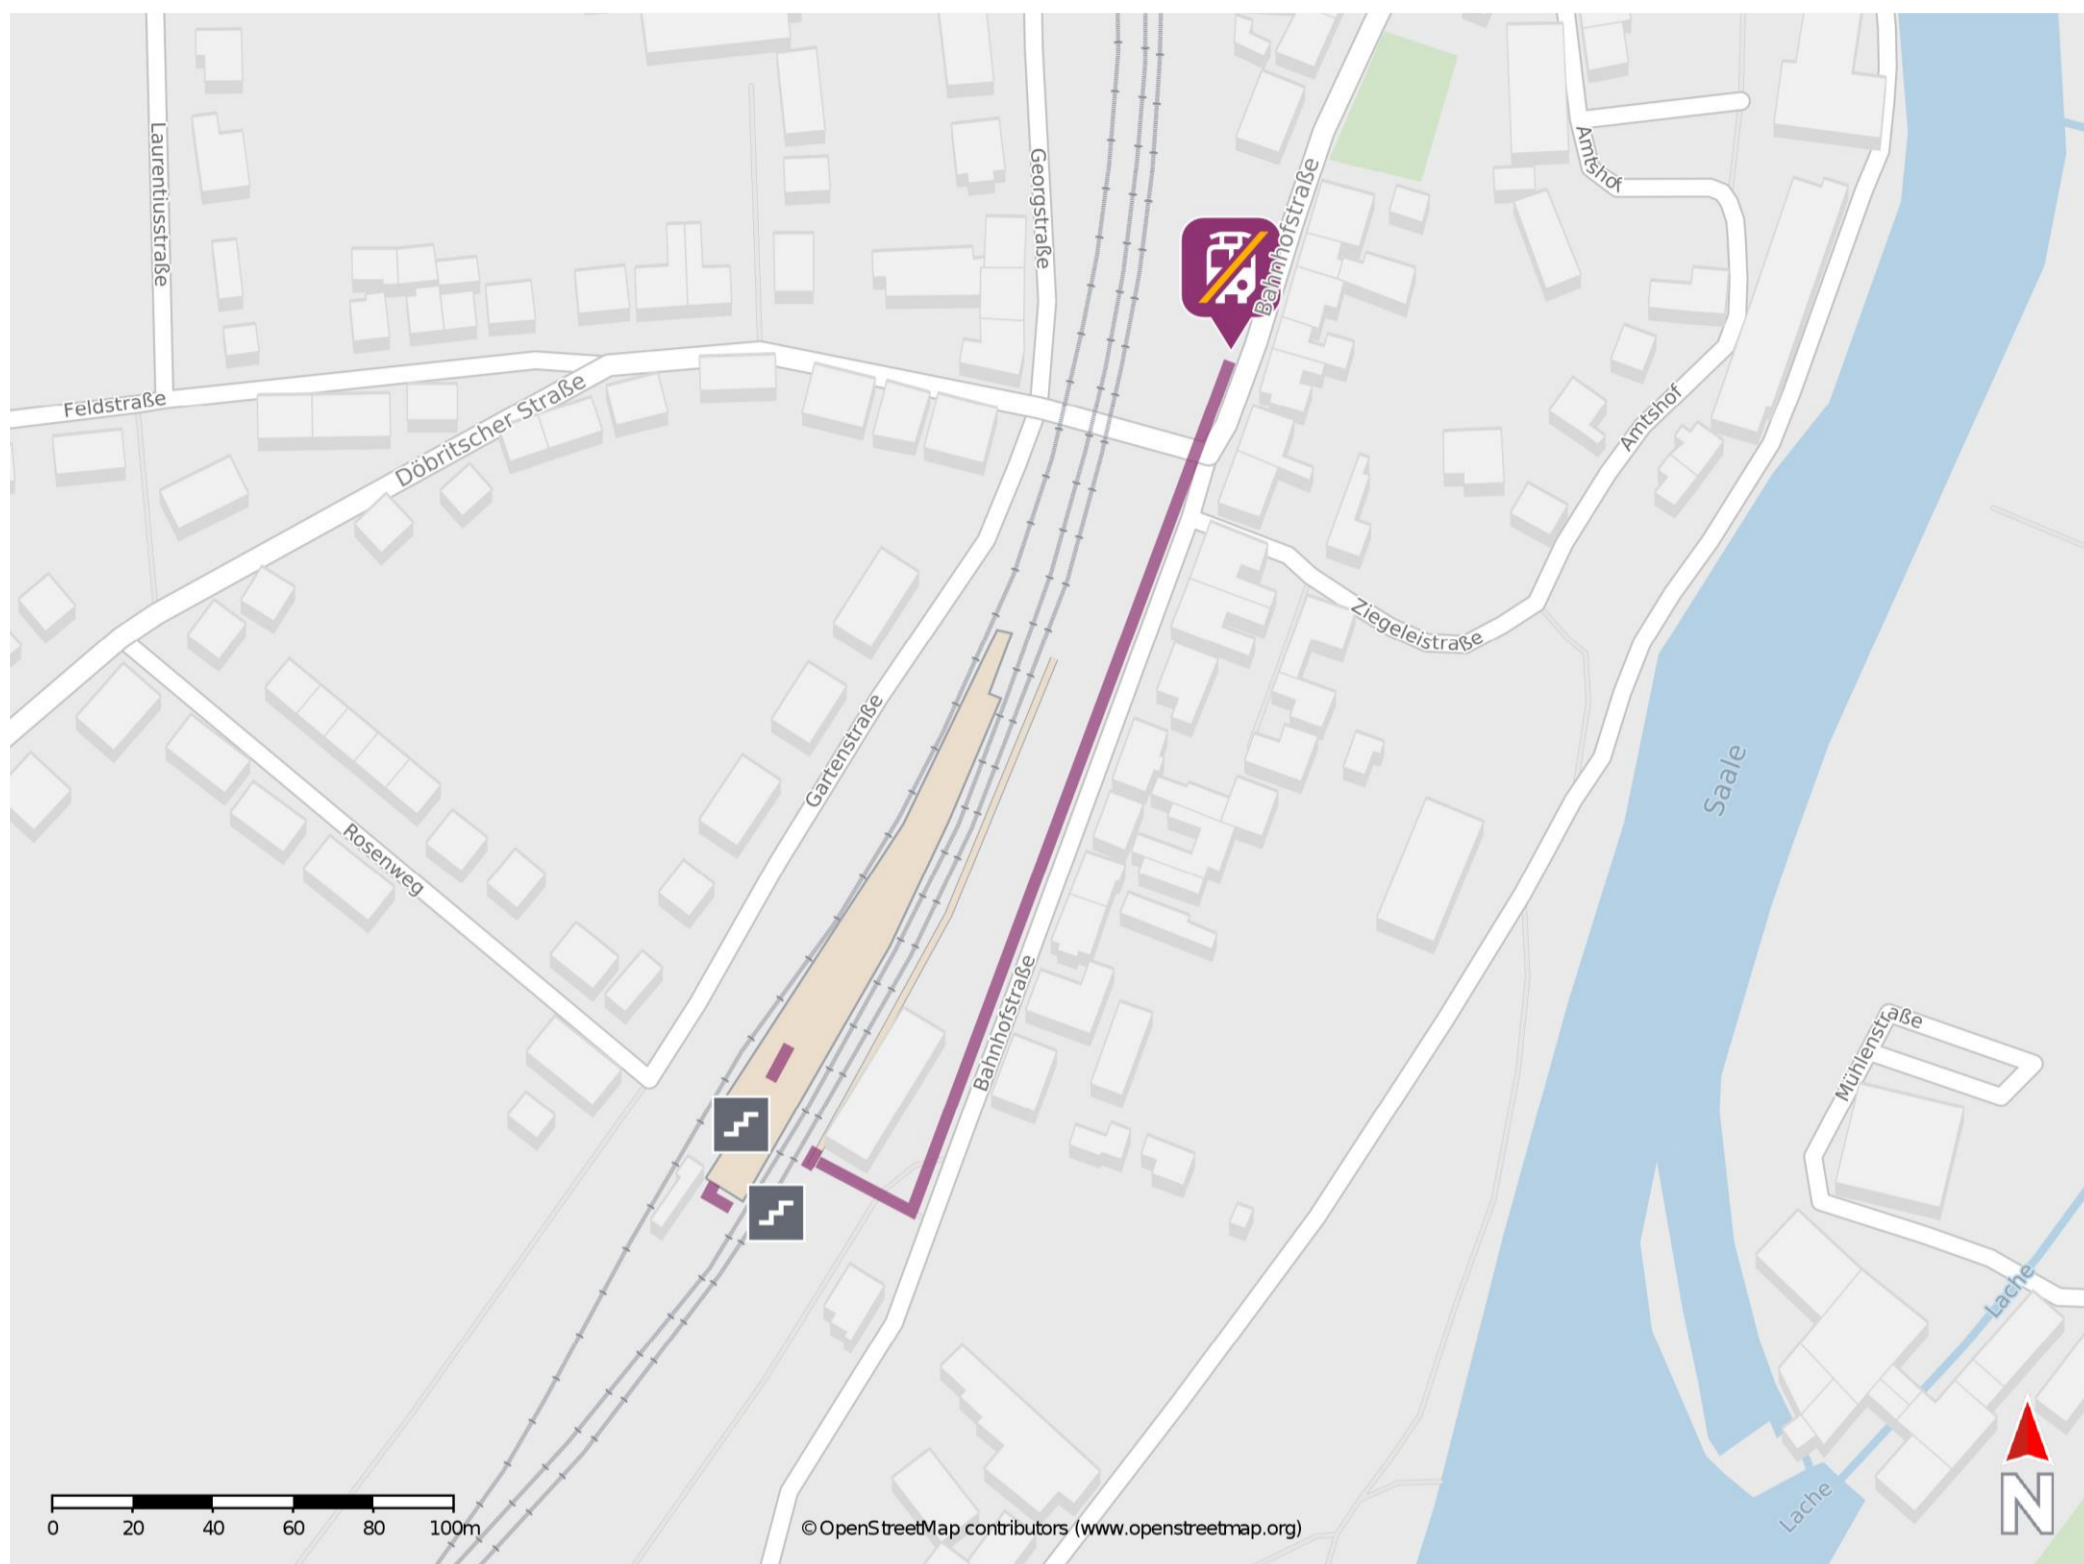 Laurentiusstraße
Georgstraße
Bahnhofstraße
Amtshof
Feldstraße
Döbritscher Straße
Amtshof
Ziegeleistraße
Gartenstraße
Rosenweg
Saale
Bahnhofstraße
Mühlenstraße
Lache
Lache
0 20 40 60 80 100m
©OpenStreetMap contributors (www.openstreetmap.org)
N